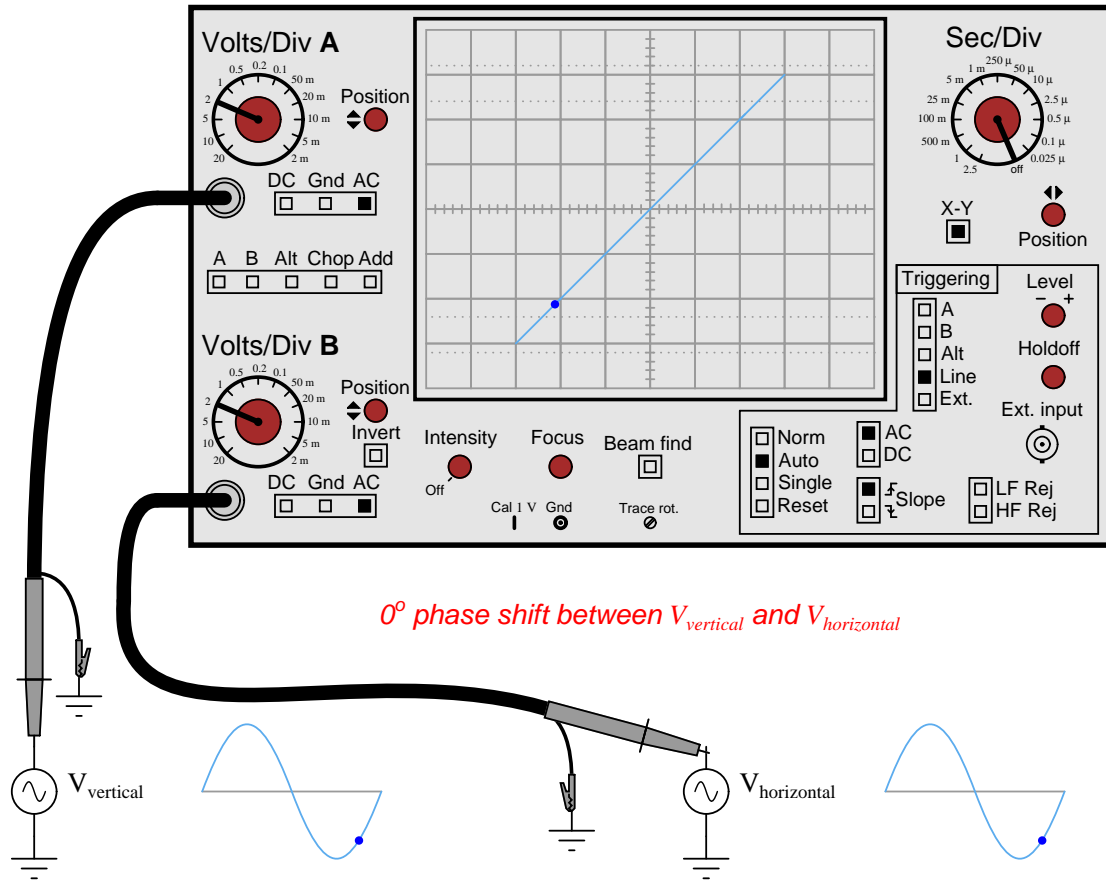 Volts/Div A
0.5 0.2 0.1
1 50 m
2 20 m
5 10 m
10 5 m
20 2 m
Position
DC Gnd AC
A B Alt Chop Add
Volts/Div B
0.5 0.2 0.1
1 50 m
2 20 m
5 10 m
10 5 m
20 2 m
Position
Invert
DC Gnd AC
Intensity
Off
Focus
Beam find
Cal 1 V Gnd
Trace rot.
Sec/Div
250 µ
1 m 50 µ
5 m 10 µ
25 m 2.5 µ
100 m 0.5 µ
500 m 0.1 µ
1 0.025 µ
2.5 off
X-Y
Position
Triggering
A
B
Alt
Line
Ext.
Level
− +
Holdoff
Ext. input
Norm
Auto
Single
Reset
AC
DC
Slope
LF Rej
HF Rej
0o phase shift between Vvertical and Vhorizontal
Vvertical
Vhorizontal